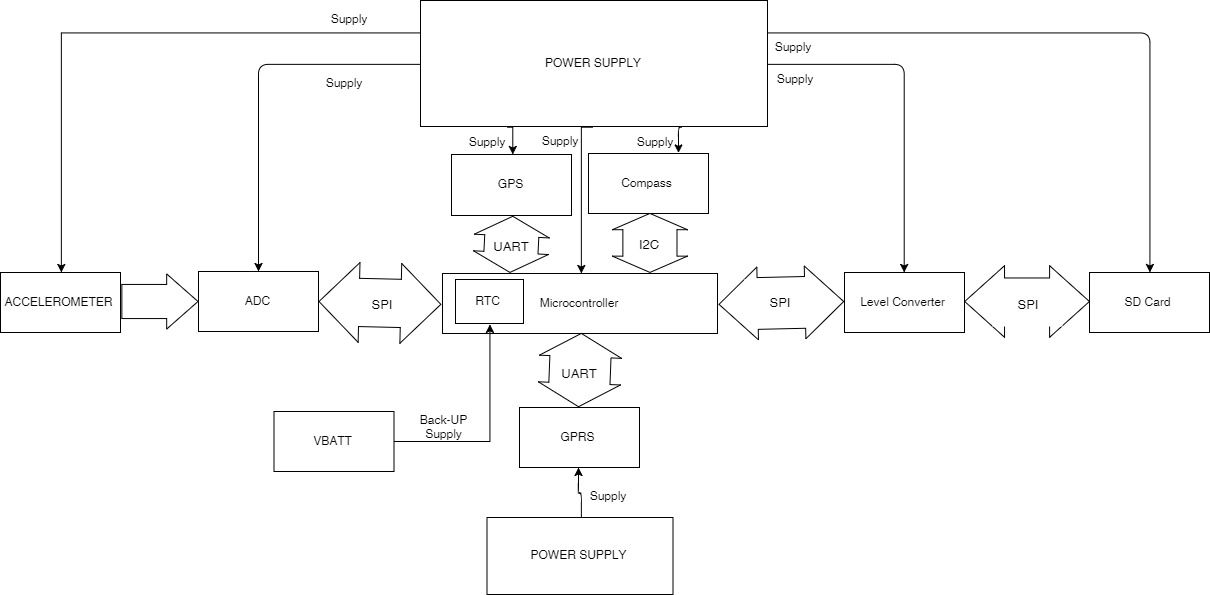 Supply
POWER SUPPLY
Supply
Supply
Supply
Supply
Supply
Supply
GPS
Compass
UART
I2C
ACCELEROMETER
ADC
SPI
RTC
Microcontroller
SPI
Level Converter
SPI
SD Card
UART
Back-UP
Supply
VBATT
GPRS
Supply
POWER SUPPLY